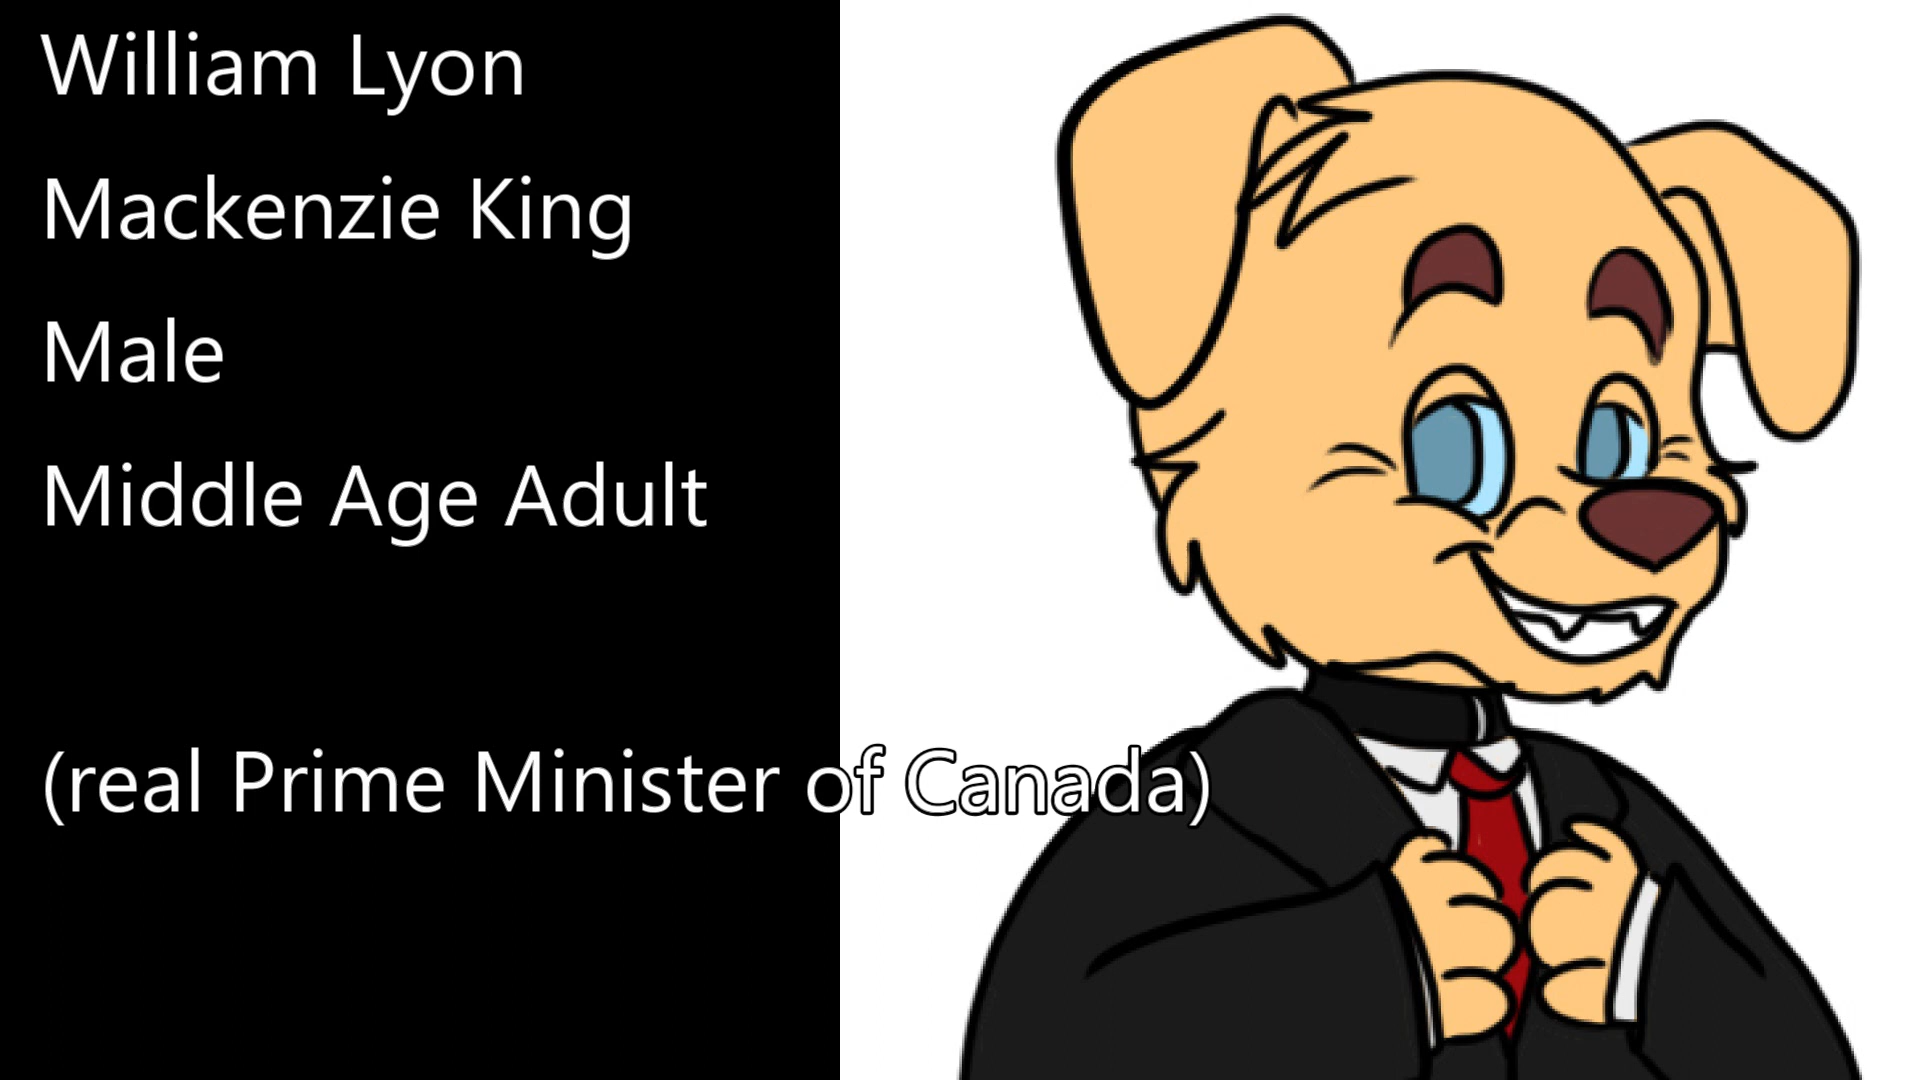 William Lyon
Mackenzie King
Male
Middle Age Adult
(real Prime Minister of Canada)